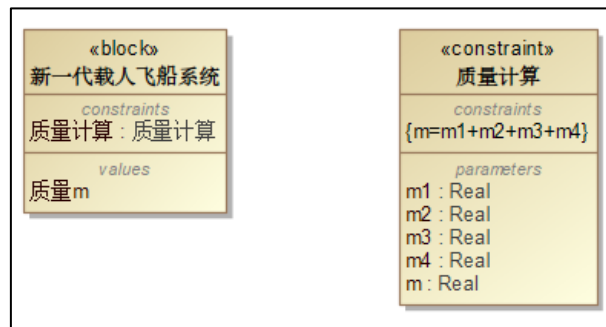 «block»
新一代载人飞船系统
constraints
质量计算 : 质量计算
values
质量m
«constraint»
质量计算
constraints
{m=m1+m2+m3+m4}
parameters
m1 : Real
m2 : Real
m3 : Real
m4 : Real
m : Real